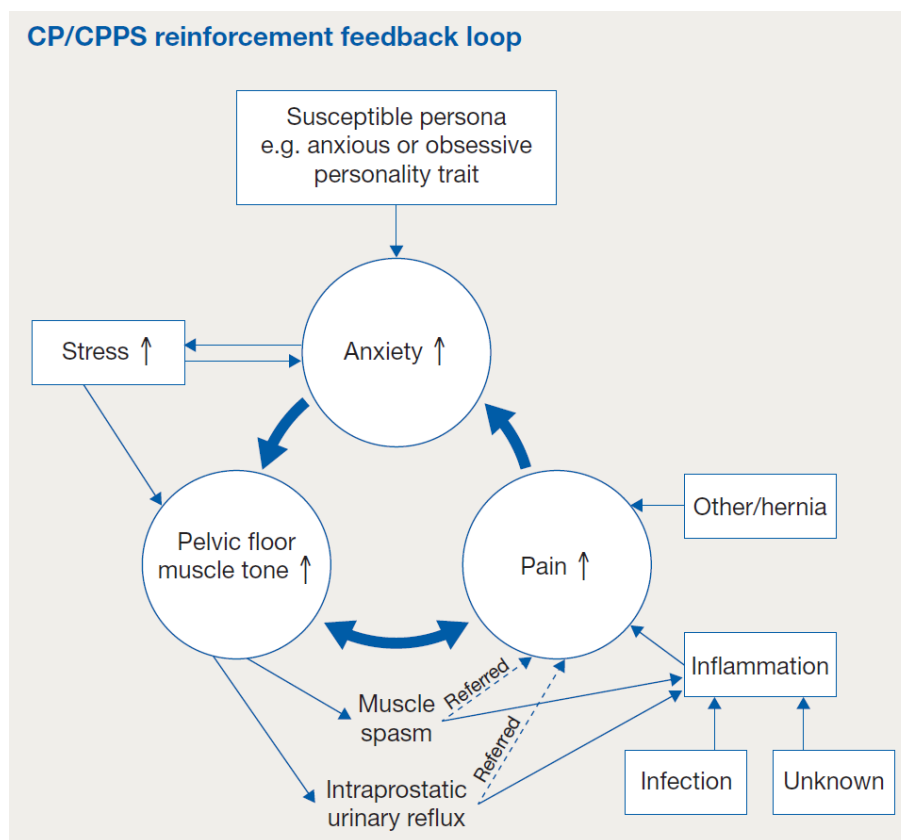 CP/CPPS reinforcement feedback loop
Susceptible persona
e.g. anxious or obsessive
personality trait
Stress ↑
Anxiety ↑
Pelvic floor
muscle tone ↑
Pain ↑
Other/hernia
Inflammation
Muscle
spasm
Referred
Referred
Intraprostatic
urinary reflux
Infection
Unknown